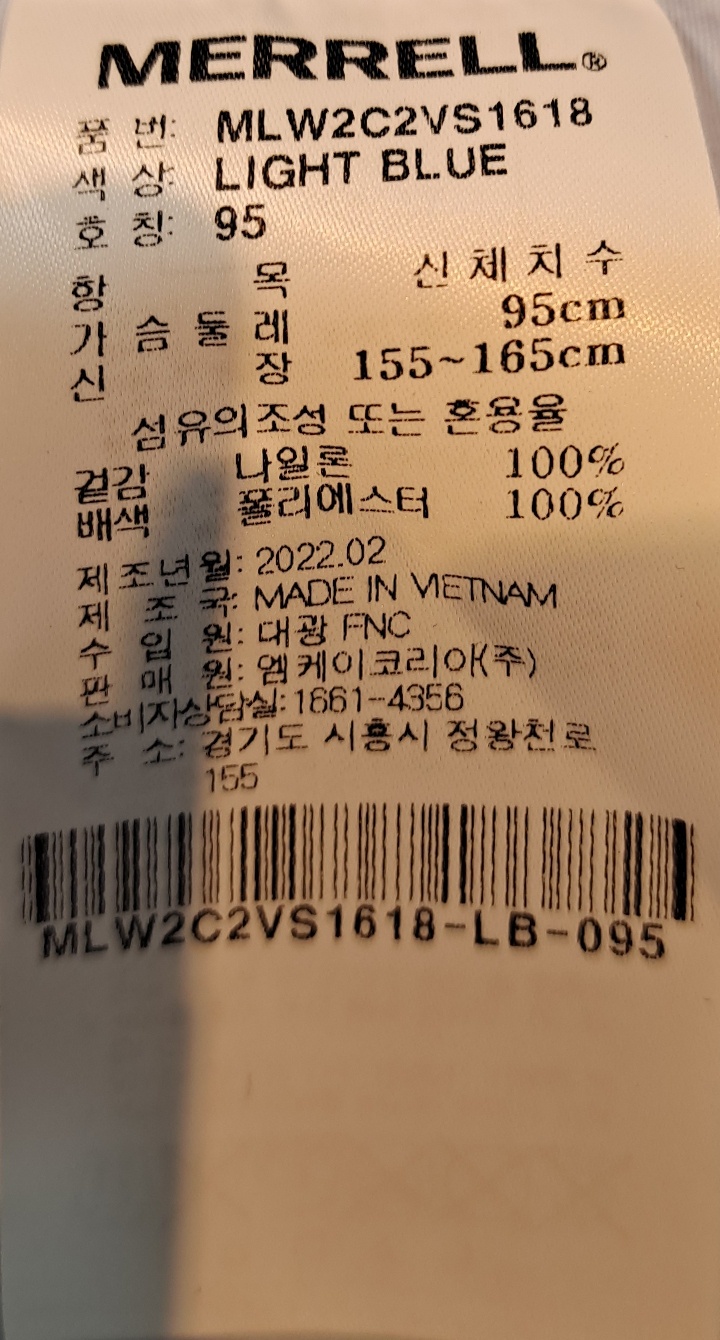 MERRELL®
품 번: MLW2C2VS1618
색 상: LIGHT BLUE
호 칭: 95
항 목 신 체 지 수
가 슴 둘 레 95cm
신 장 155~165cm
섬유의조성 또는 혼용율
겉감 나일론 100%
배색 폴리에스터 100%
제 조 년 월: 2022.02
제 조 국: MADE IN VIETNAM
수 입 원: 대광 FNC
판 매 원: 엠케이코리아(주)
소비자상담실: 1661-4356
주 소: 경기도 시흥시 정왕천로
155
MLW2C2VS1618-LB-095